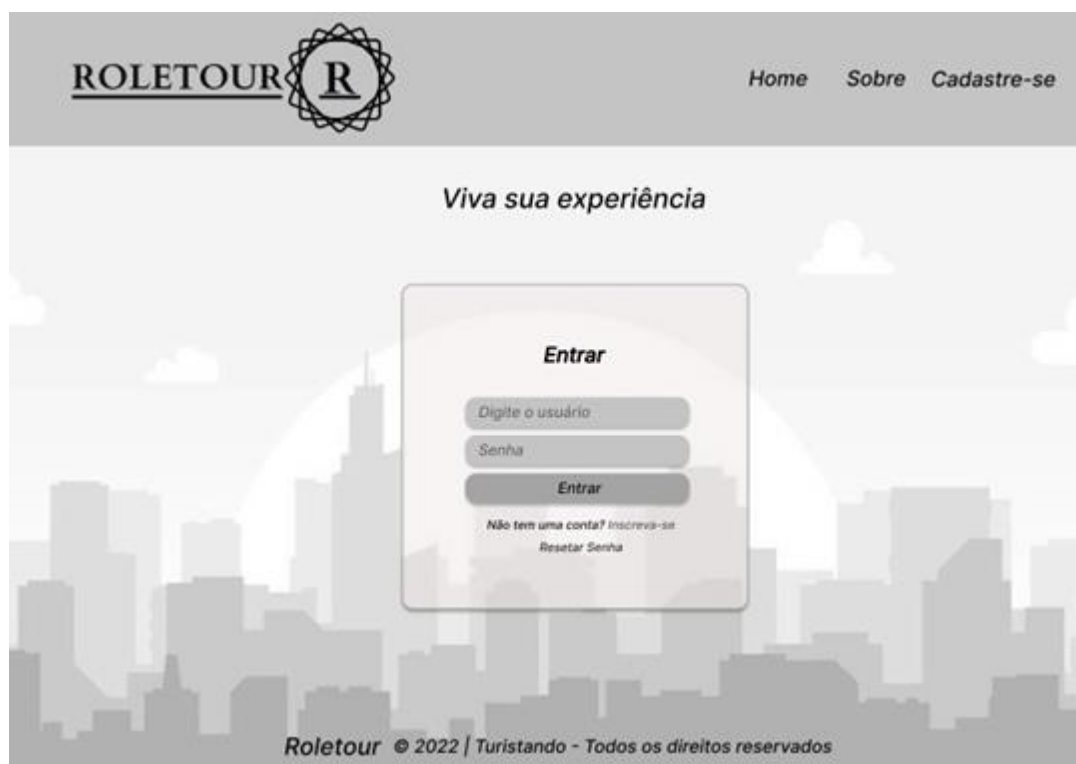 ROLETOUR R
Home Sobre Cadastre-se
Viva sua experiência
Entrar
Digite o usuário
Senha
Entrar
Não tem uma conta? Inscreva-se
Resetar Senha
Roletour © 2022 | Turistando - Todos os direitos reservados